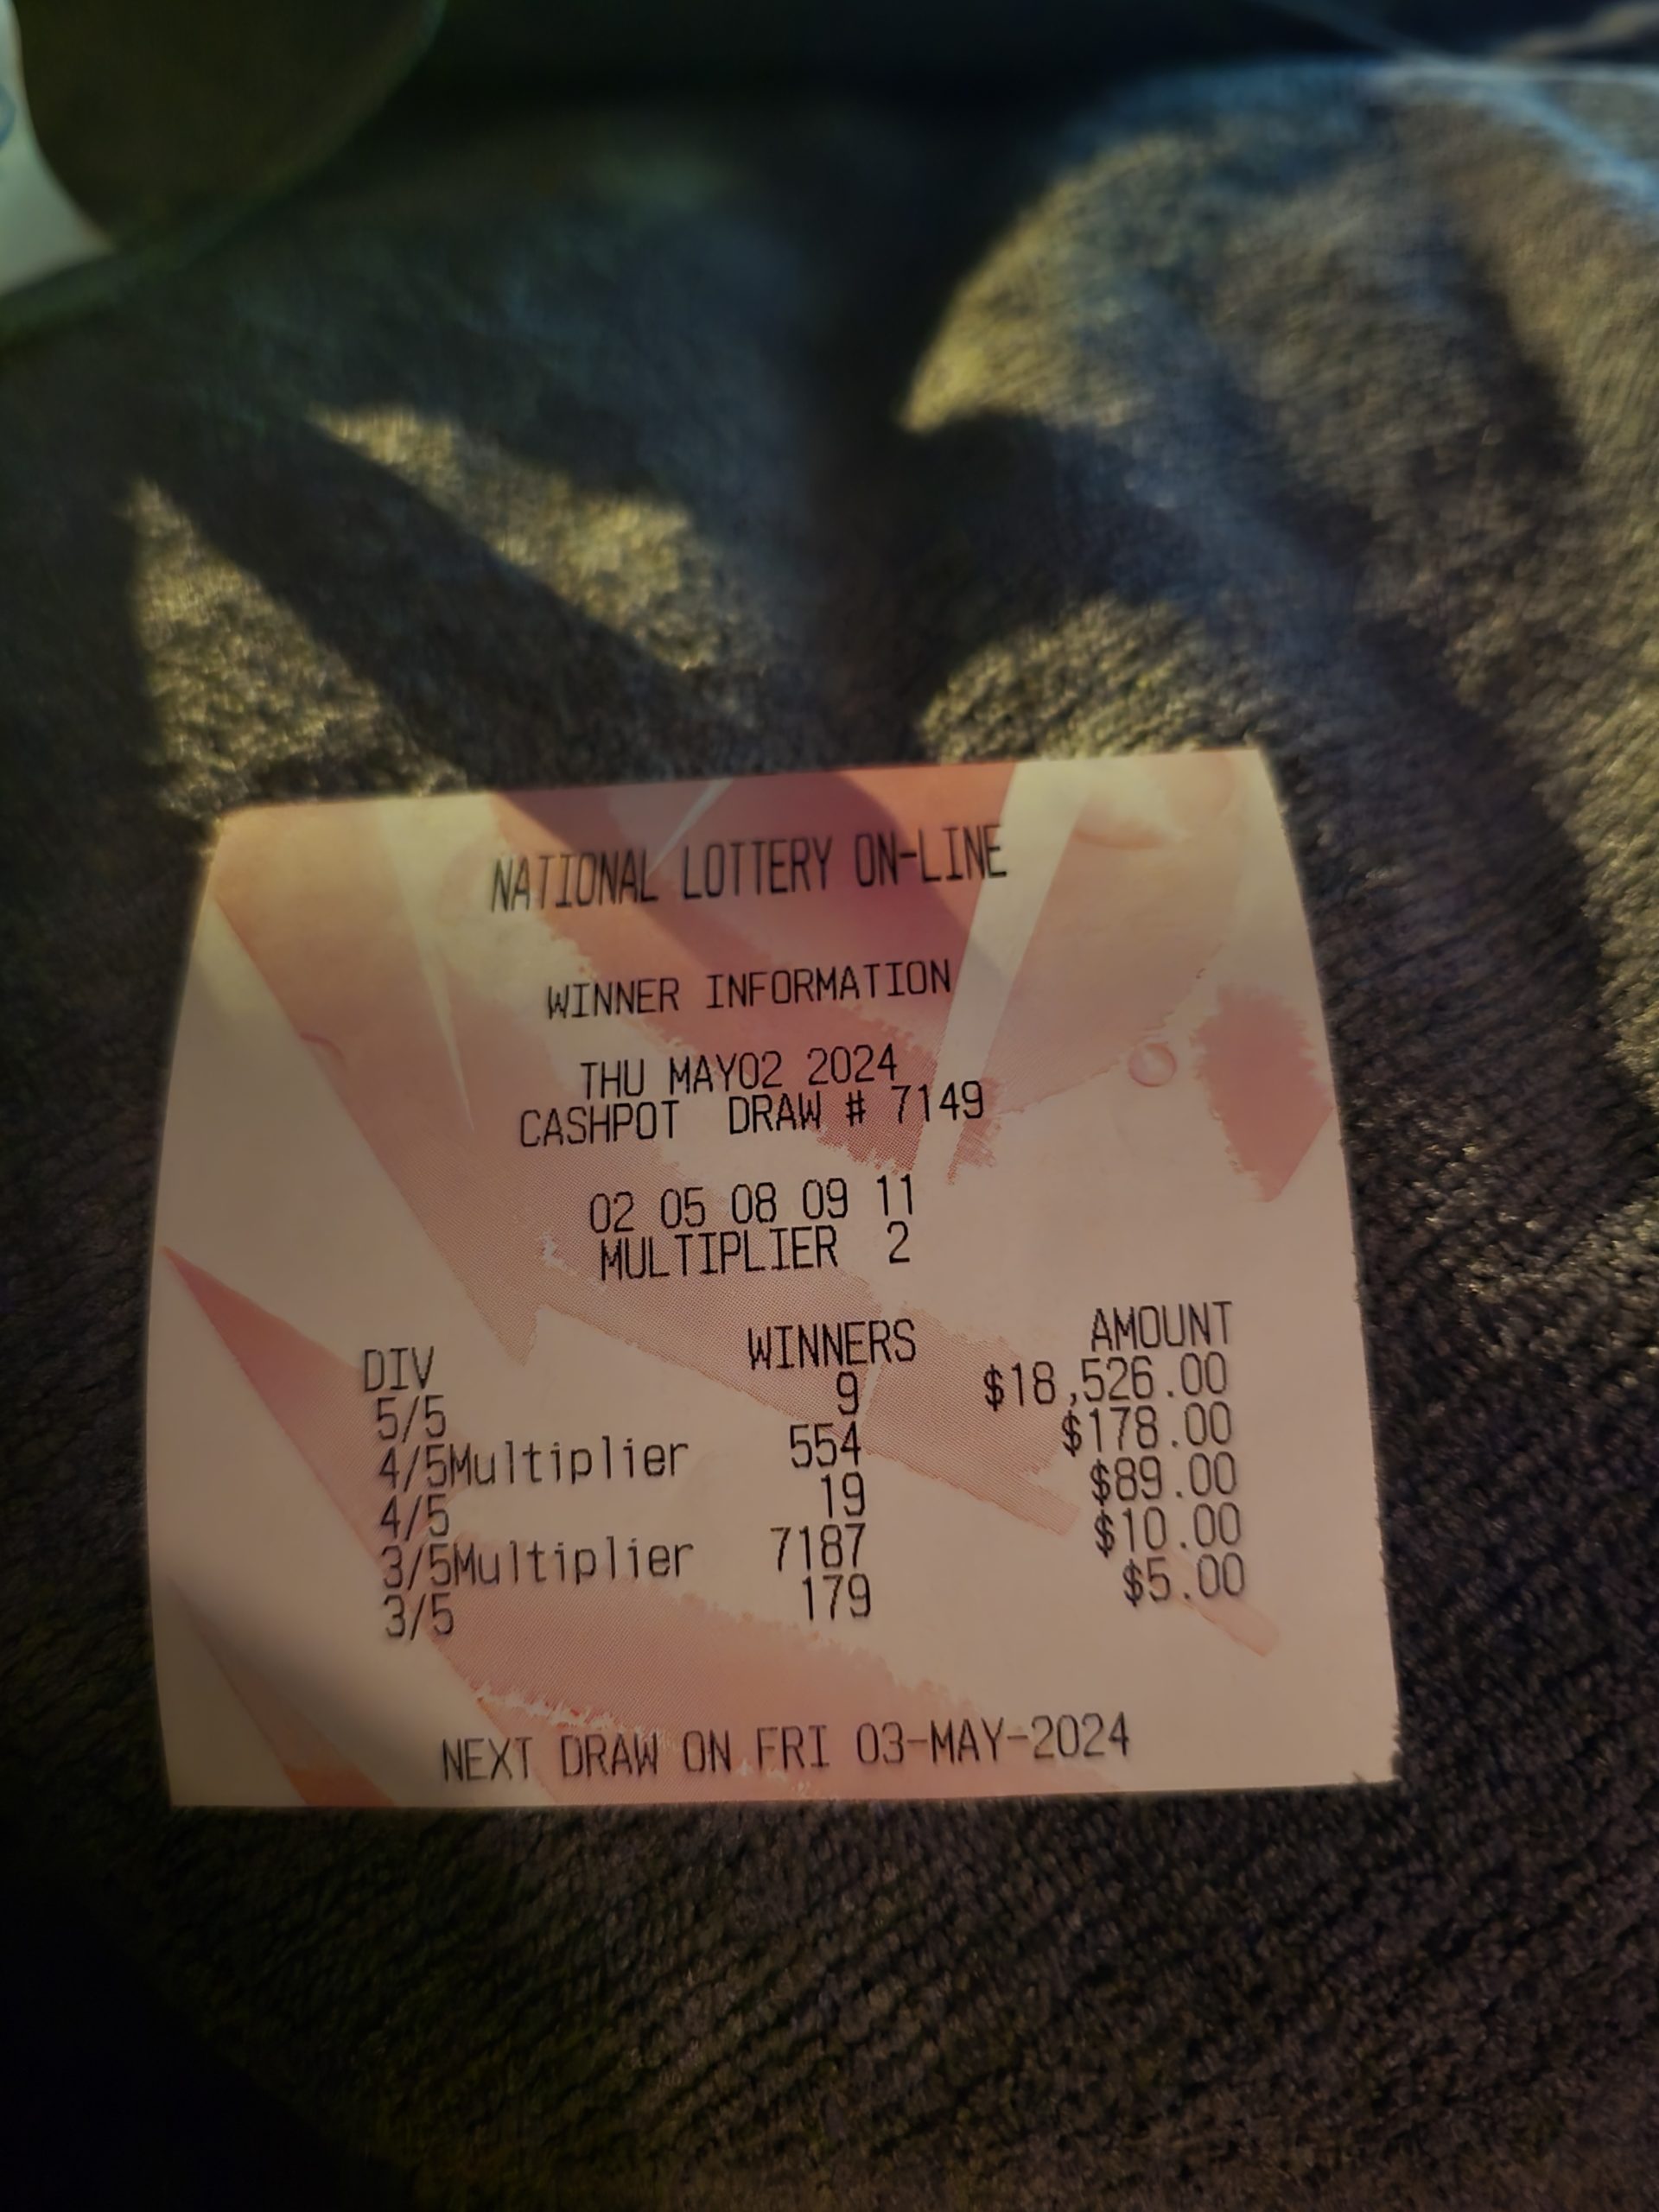 NATIONAL LOTTERY ON-LINE
WINNER INFORMATION
THU MAY02 2024
CASHPOT DRAW # 7149
02 05 08 09 11
MULTIPLIER 2
DIV WINNERS AMOUNT
5/5 9 $18,526.00
4/5Multiplier 554 $178.00
4/5 19 $89.00
3/5Multiplier 7187 $10.00
3/5 179 $5.00
NEXT DRAW ON FRI 03-MAY-2024